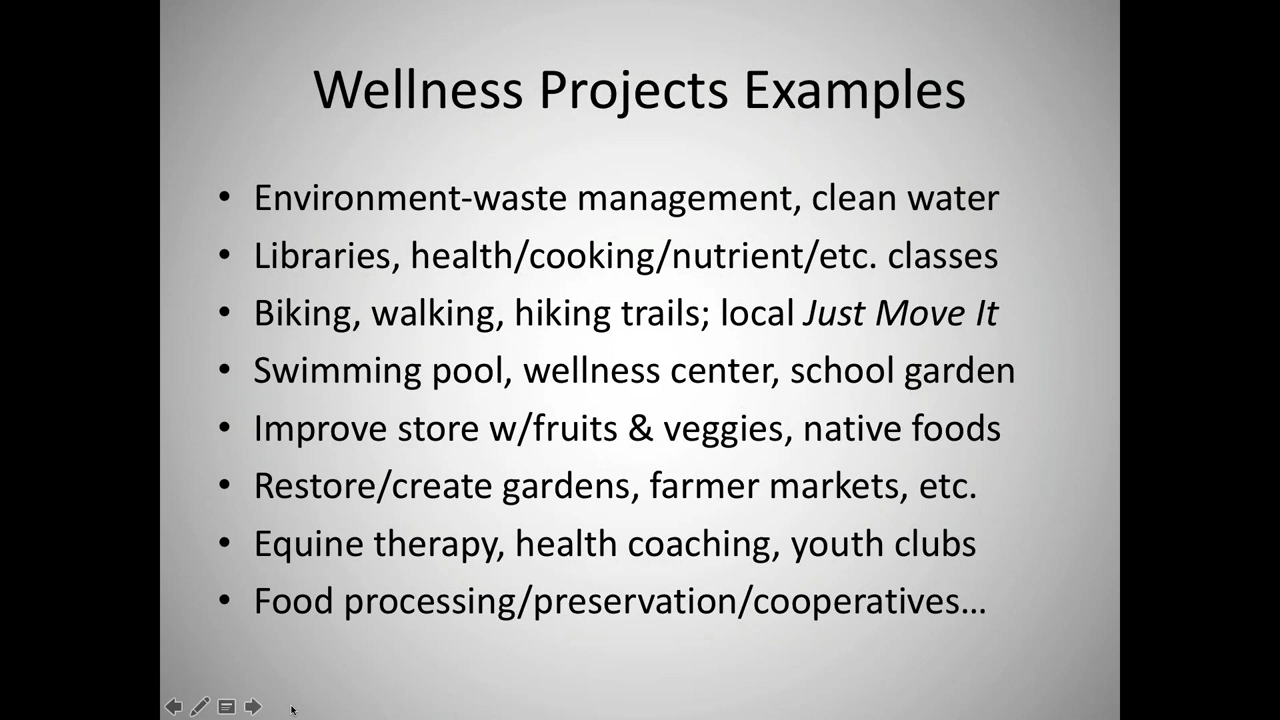 Wellness Projects Examples
• Environment-waste management, clean water
• Libraries, health/cooking/nutrient/etc. classes
• Biking, walking, hiking trails; local Just Move It
• Swimming pool, wellness center, school garden
• Improve store w/fruits & veggies, native foods
• Restore/create gardens, farmer markets, etc.
• Equine therapy, health coaching, youth clubs
• Food processing/preservation/cooperatives…